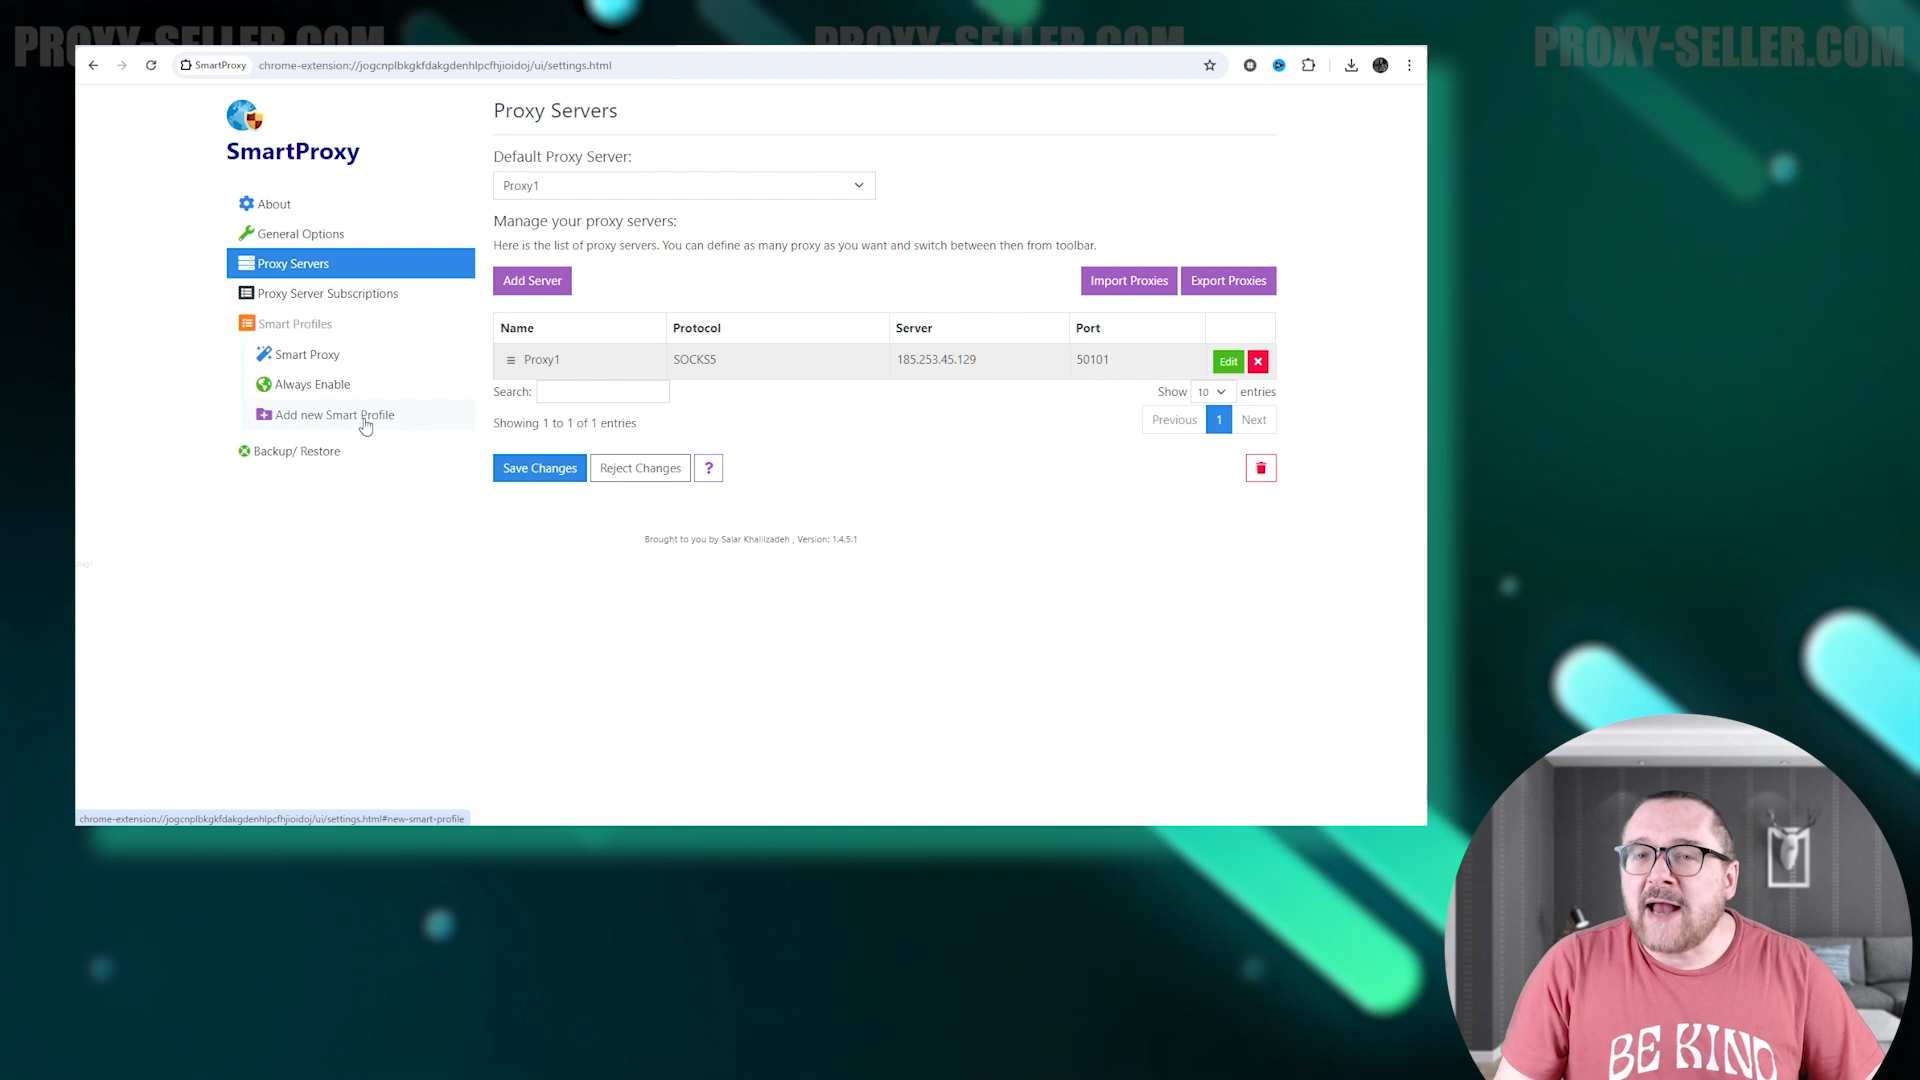 PROXY-SELLER.COM
PROXY-SELLER.COM
PROXY-SELLER.COM
SmartProxy
chrome-extension://jogcnplbkgkfdakgdenhlpcfhjioidoj/ui/settings.html
SmartProxy
About
General Options
Proxy Servers
Proxy Server Subscriptions
Smart Profiles
Smart Proxy
Always Enable
Add new Smart Profile
Backup/ Restore
Proxy Servers
Default Proxy Server:
Proxy1
Manage your proxy servers:
Here is the list of proxy servers. You can define as many proxy as you want and switch between then from toolbar.
Add Server
Import Proxies
Export Proxies
Name Protocol Server Port
Proxy1 SOCKS5 185.253.45.129 50101 Edit
Search:
Show 10 entries
Showing 1 to 1 of 1 entries
Previous 1 Next
Save Changes
Reject Changes
?
Brought to you by Salar Khalilzadeh , Version: 1.4.5.1
chrome-extension://jogcnplbkgkfdakgdenhlpcfhjioidoj/ui/settings.html#new-smart-profile
BE KIND